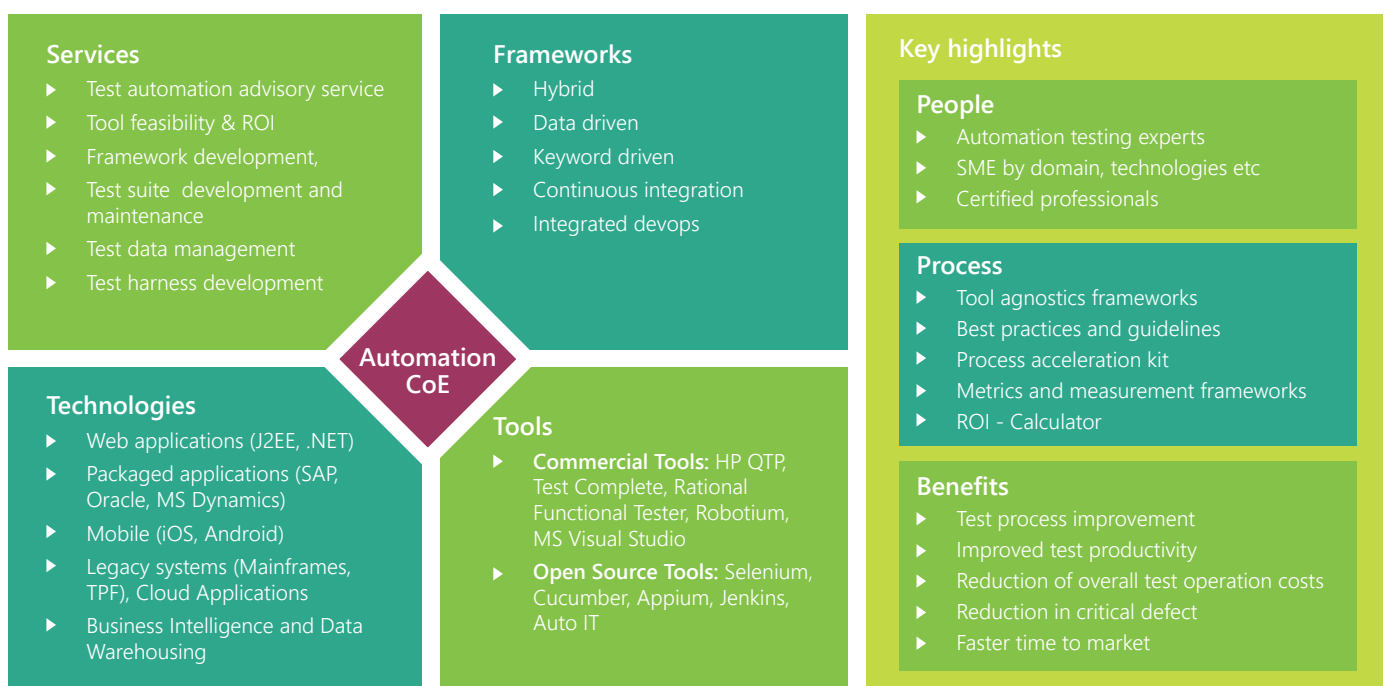 Services
Test automation advisory service
Tool feasibility & ROI
Framework development,
Test suite  development and
maintenance
Test data management
Test harness development
Frameworks
Hybrid
Data driven
Keyword driven
Continuous integration
Integrated devops
Automation
CoE
Technologies
Web applications (J2EE, .NET)
Packaged applications (SAP,
Oracle, MS Dynamics)
Mobile (iOS, Android)
Legacy systems (Mainframes,
TPF), Cloud Applications
Business Intelligence and Data
Warehousing
Tools
Commercial Tools: HP QTP,
Test Complete, Rational
Functional Tester, Robotium,
MS Visual Studio
Open Source Tools: Selenium,
Cucumber, Appium, Jenkins,
Auto IT
Key highlights
People
Automation testing experts
SME by domain, technologies etc
Certified professionals
Process
Tool agnostics frameworks
Best practices and guidelines
Process acceleration kit
Metrics and measurement frameworks
ROI - Calculator
Benefits
Test process improvement
Improved test productivity
Reduction of overall test operation costs
Reduction in critical defect
Faster time to market